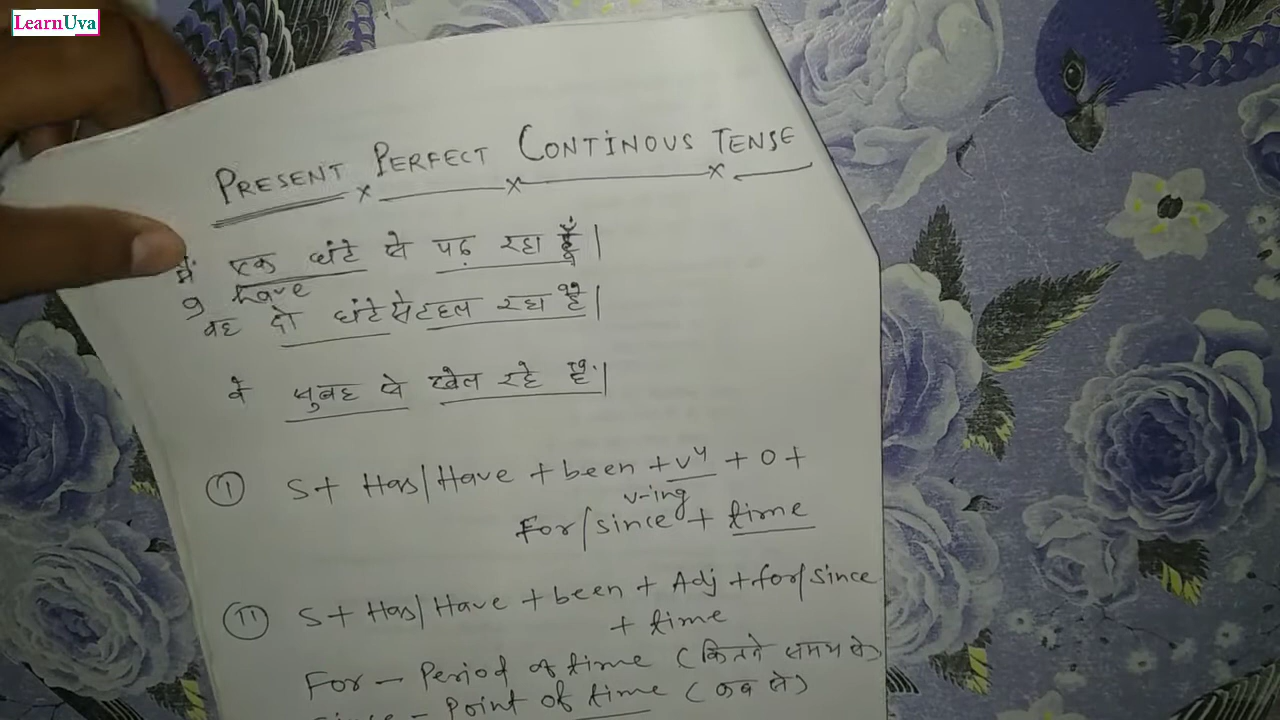 LearnUva
PRESENT PERFECT CONTINOUS TENSE
मैं एक घंटे से पढ़ रहा हूँ |
9 have
वह दो घंटे से टहल रहा है |
वे सुबह से खेल रहे हैं |
I S + Has/Have + been + v4 + O +
v-ing
For/since + time
II S + Has/Have + been + Adj + for/since
+ time
For - Period of time (कितने समय से)
Since - Point of time (कब से)